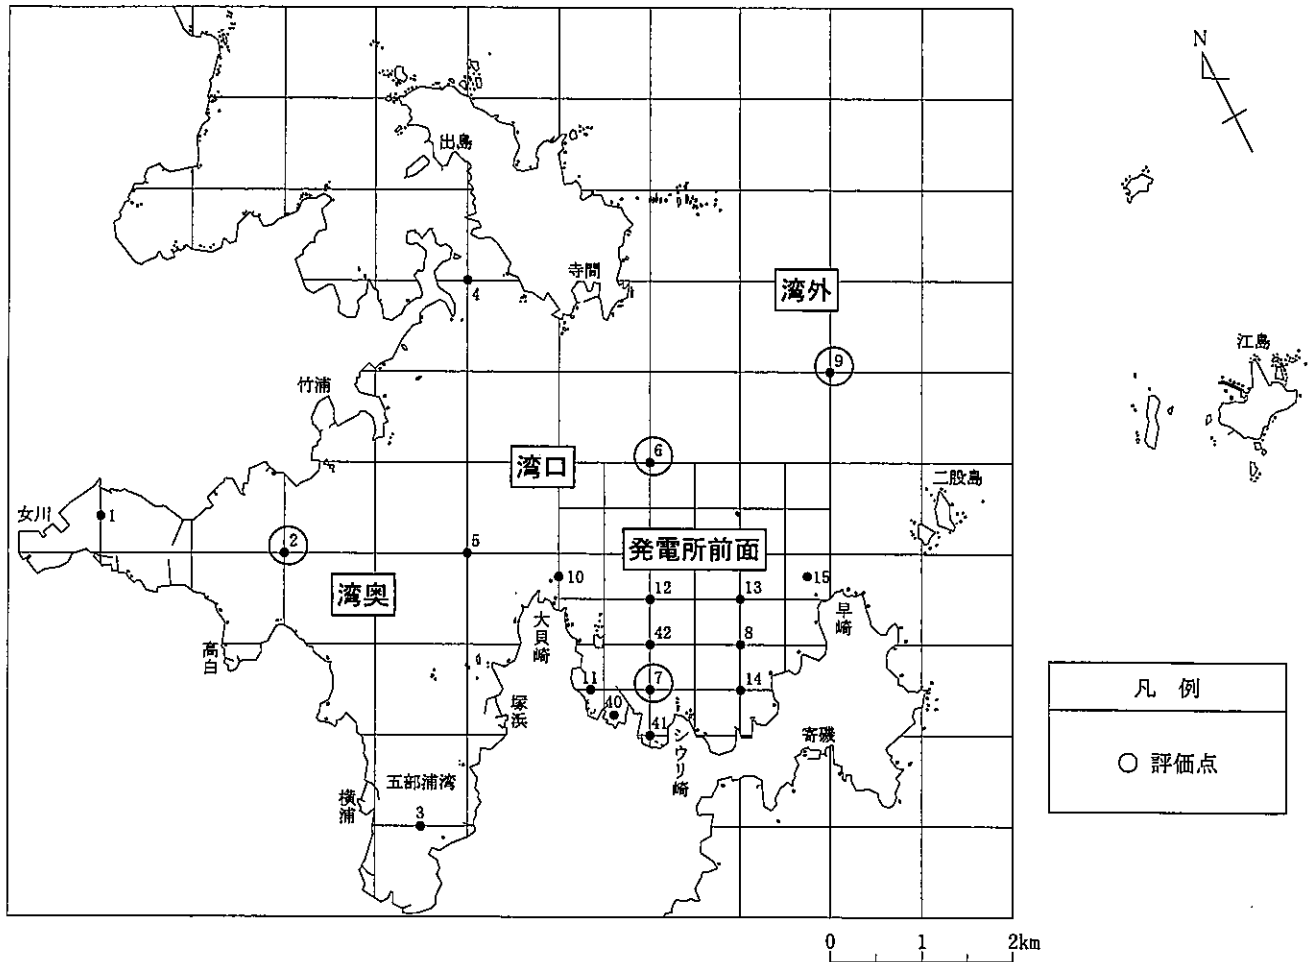 N
出島
寺間
湾外
4
9
江島
竹浦
湾口
6
二股島
女川
1
2
5
発電所前面
湾奥
10
12
13
15
大貝崎
早崎
高白
42
8
11
7
14
塚浜
40
41
シウリ崎
寄磯
凡 例
○ 評価点
五部浦湾
横浦
3
0 1 2km